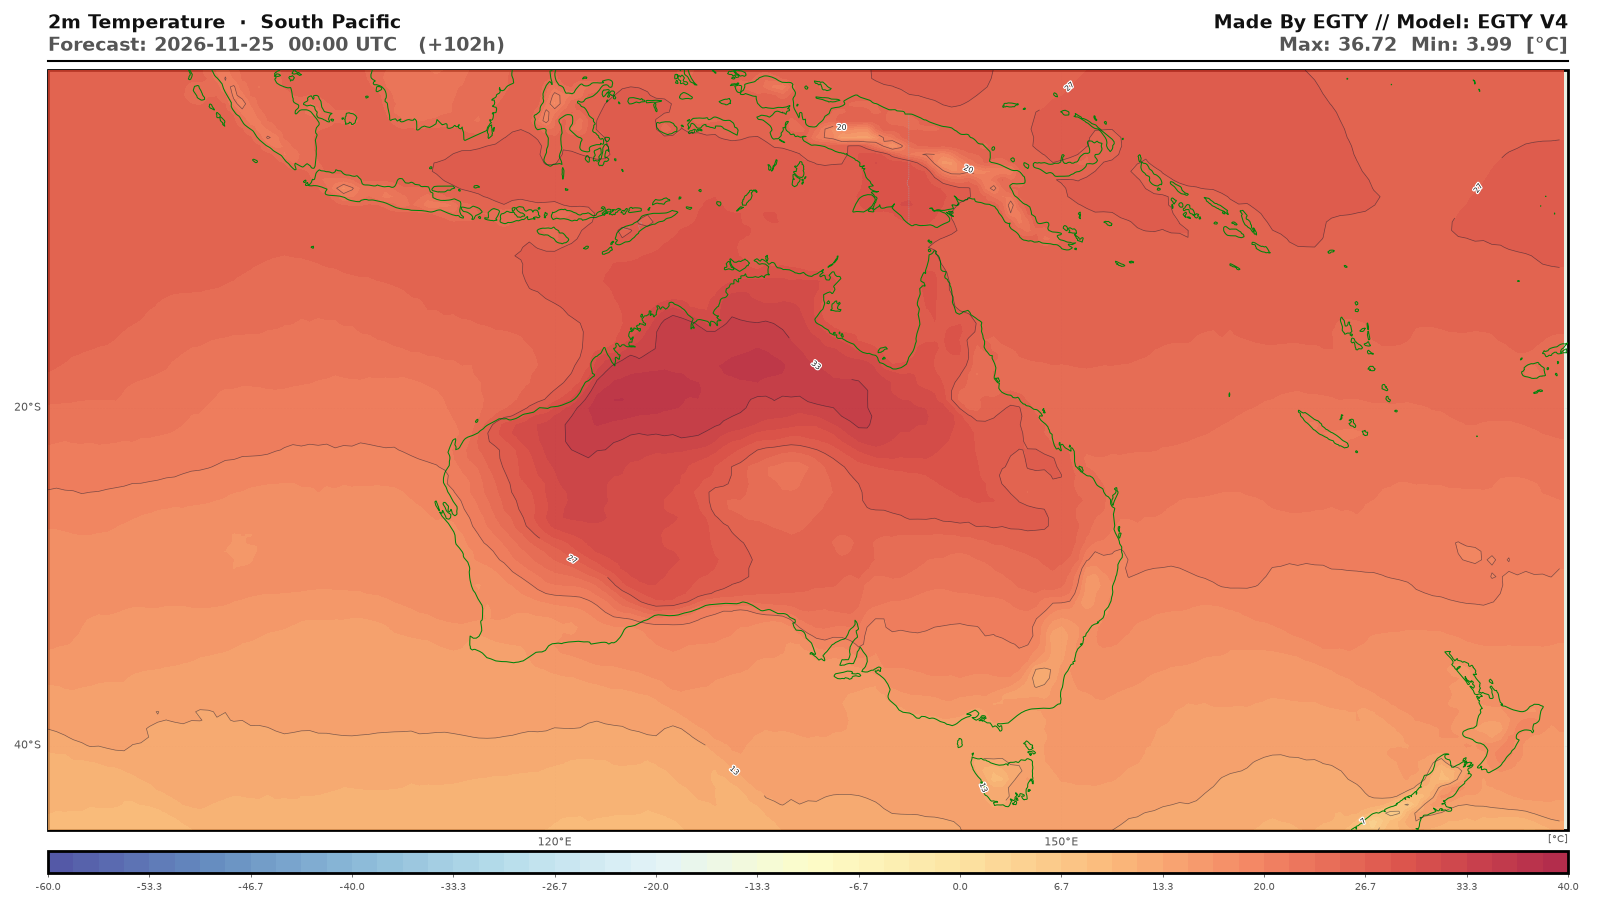 2m Temperature · South Pacific
Made By EGTY // Model: EGTY V4
Forecast: 2026-11-25 00:00 UTC (+102h)
Max: 36.72 Min: 3.99 [°C]
27
20
20
27
33
20°S
27
40°S
13
13
7
120°E
150°E
[°C]
-60.0 -53.3 -46.7 -40.0 -33.3 -26.7 -20.0 -13.3 -6.7 0.0 6.7 13.3 20.0 26.7 33.3 40.0